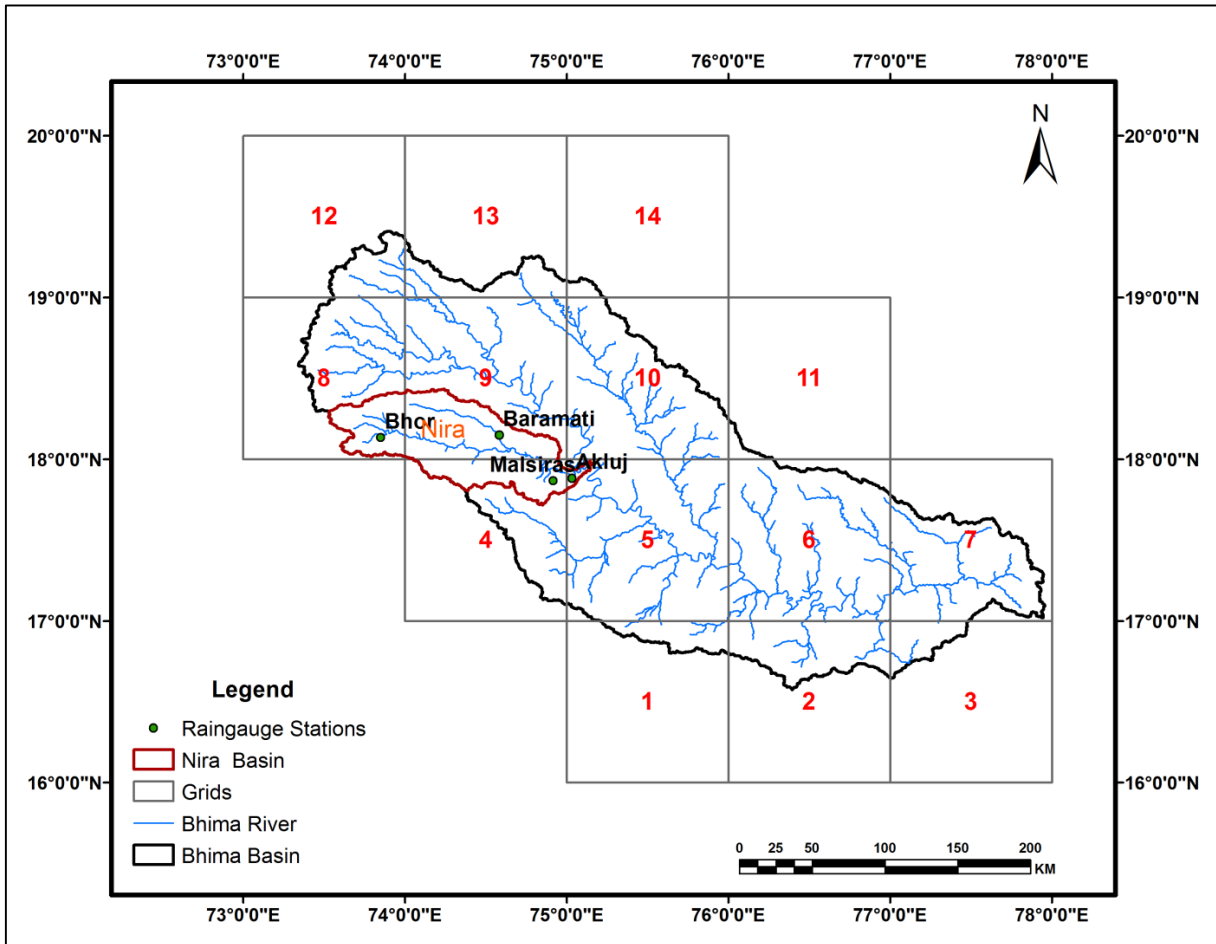 73°0'0"E 74°0'0"E 75°0'0"E 76°0'0"E 77°0'0"E 78°0'0"E
N
20°0'0"N 20°0'0"N
12 13 14
19°0'0"N 19°0'0"N
8 9 10 11
Bhor Nira Baramati
18°0'0"N 18°0'0"N
Malsiras Akluj
4 5 6 7
17°0'0"N 17°0'0"N
1 2 3
16°0'0"N 16°0'0"N
Legend
Raingauge Stations
Nira Basin
Grids
Bhima River
Bhima Basin
0 25 50 100 150 200
KM
73°0'0"E 74°0'0"E 75°0'0"E 76°0'0"E 77°0'0"E 78°0'0"E